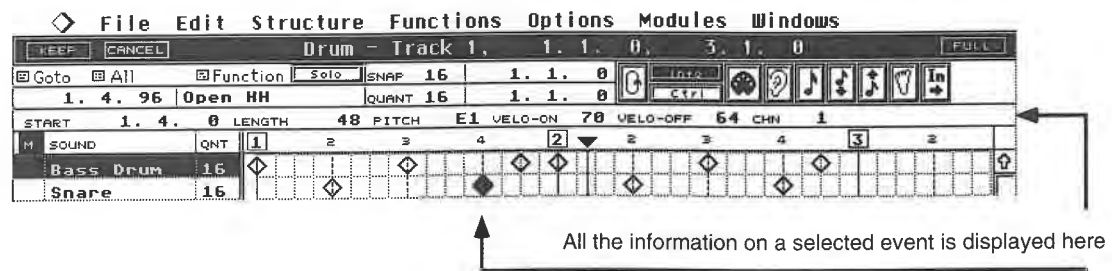 File Edit Structure Functions Options Modules Windows
KEEP CANCEL Drum - Track 1, 1. 1. 0, 3. 1. 0 FULL
Goto All Function Solo SNAP 16 1. 1. 0 Info
1. 4. 96 Open HH QUANT 16 1. 1. 0 Ctrl In
START 1. 4. 0 LENGTH 48 PITCH E1 VELO-ON 70 VELO-OFF 64 CHN 1
M SOUND QNT 1 2 3 4 2 2 3 4 3 2
Bass Drum 16
Snare 16
All the information on a selected event is displayed here